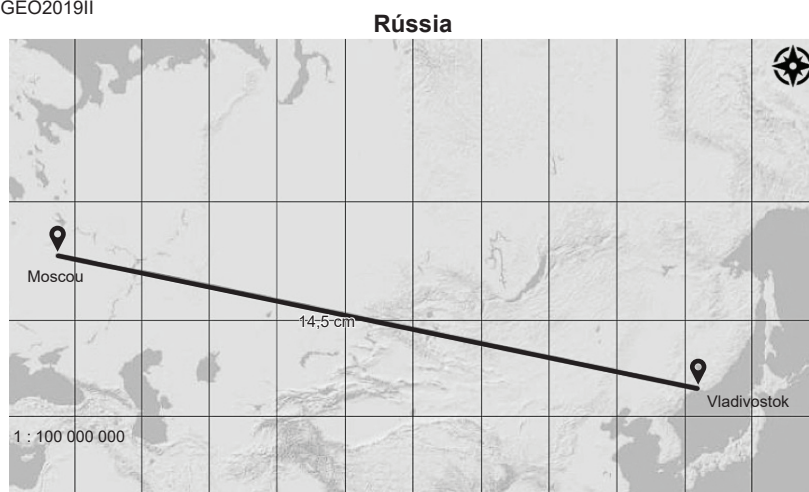 GEO2019II
Rússia
Moscou
14,5 cm
Vladivostok
1 : 100 000 000